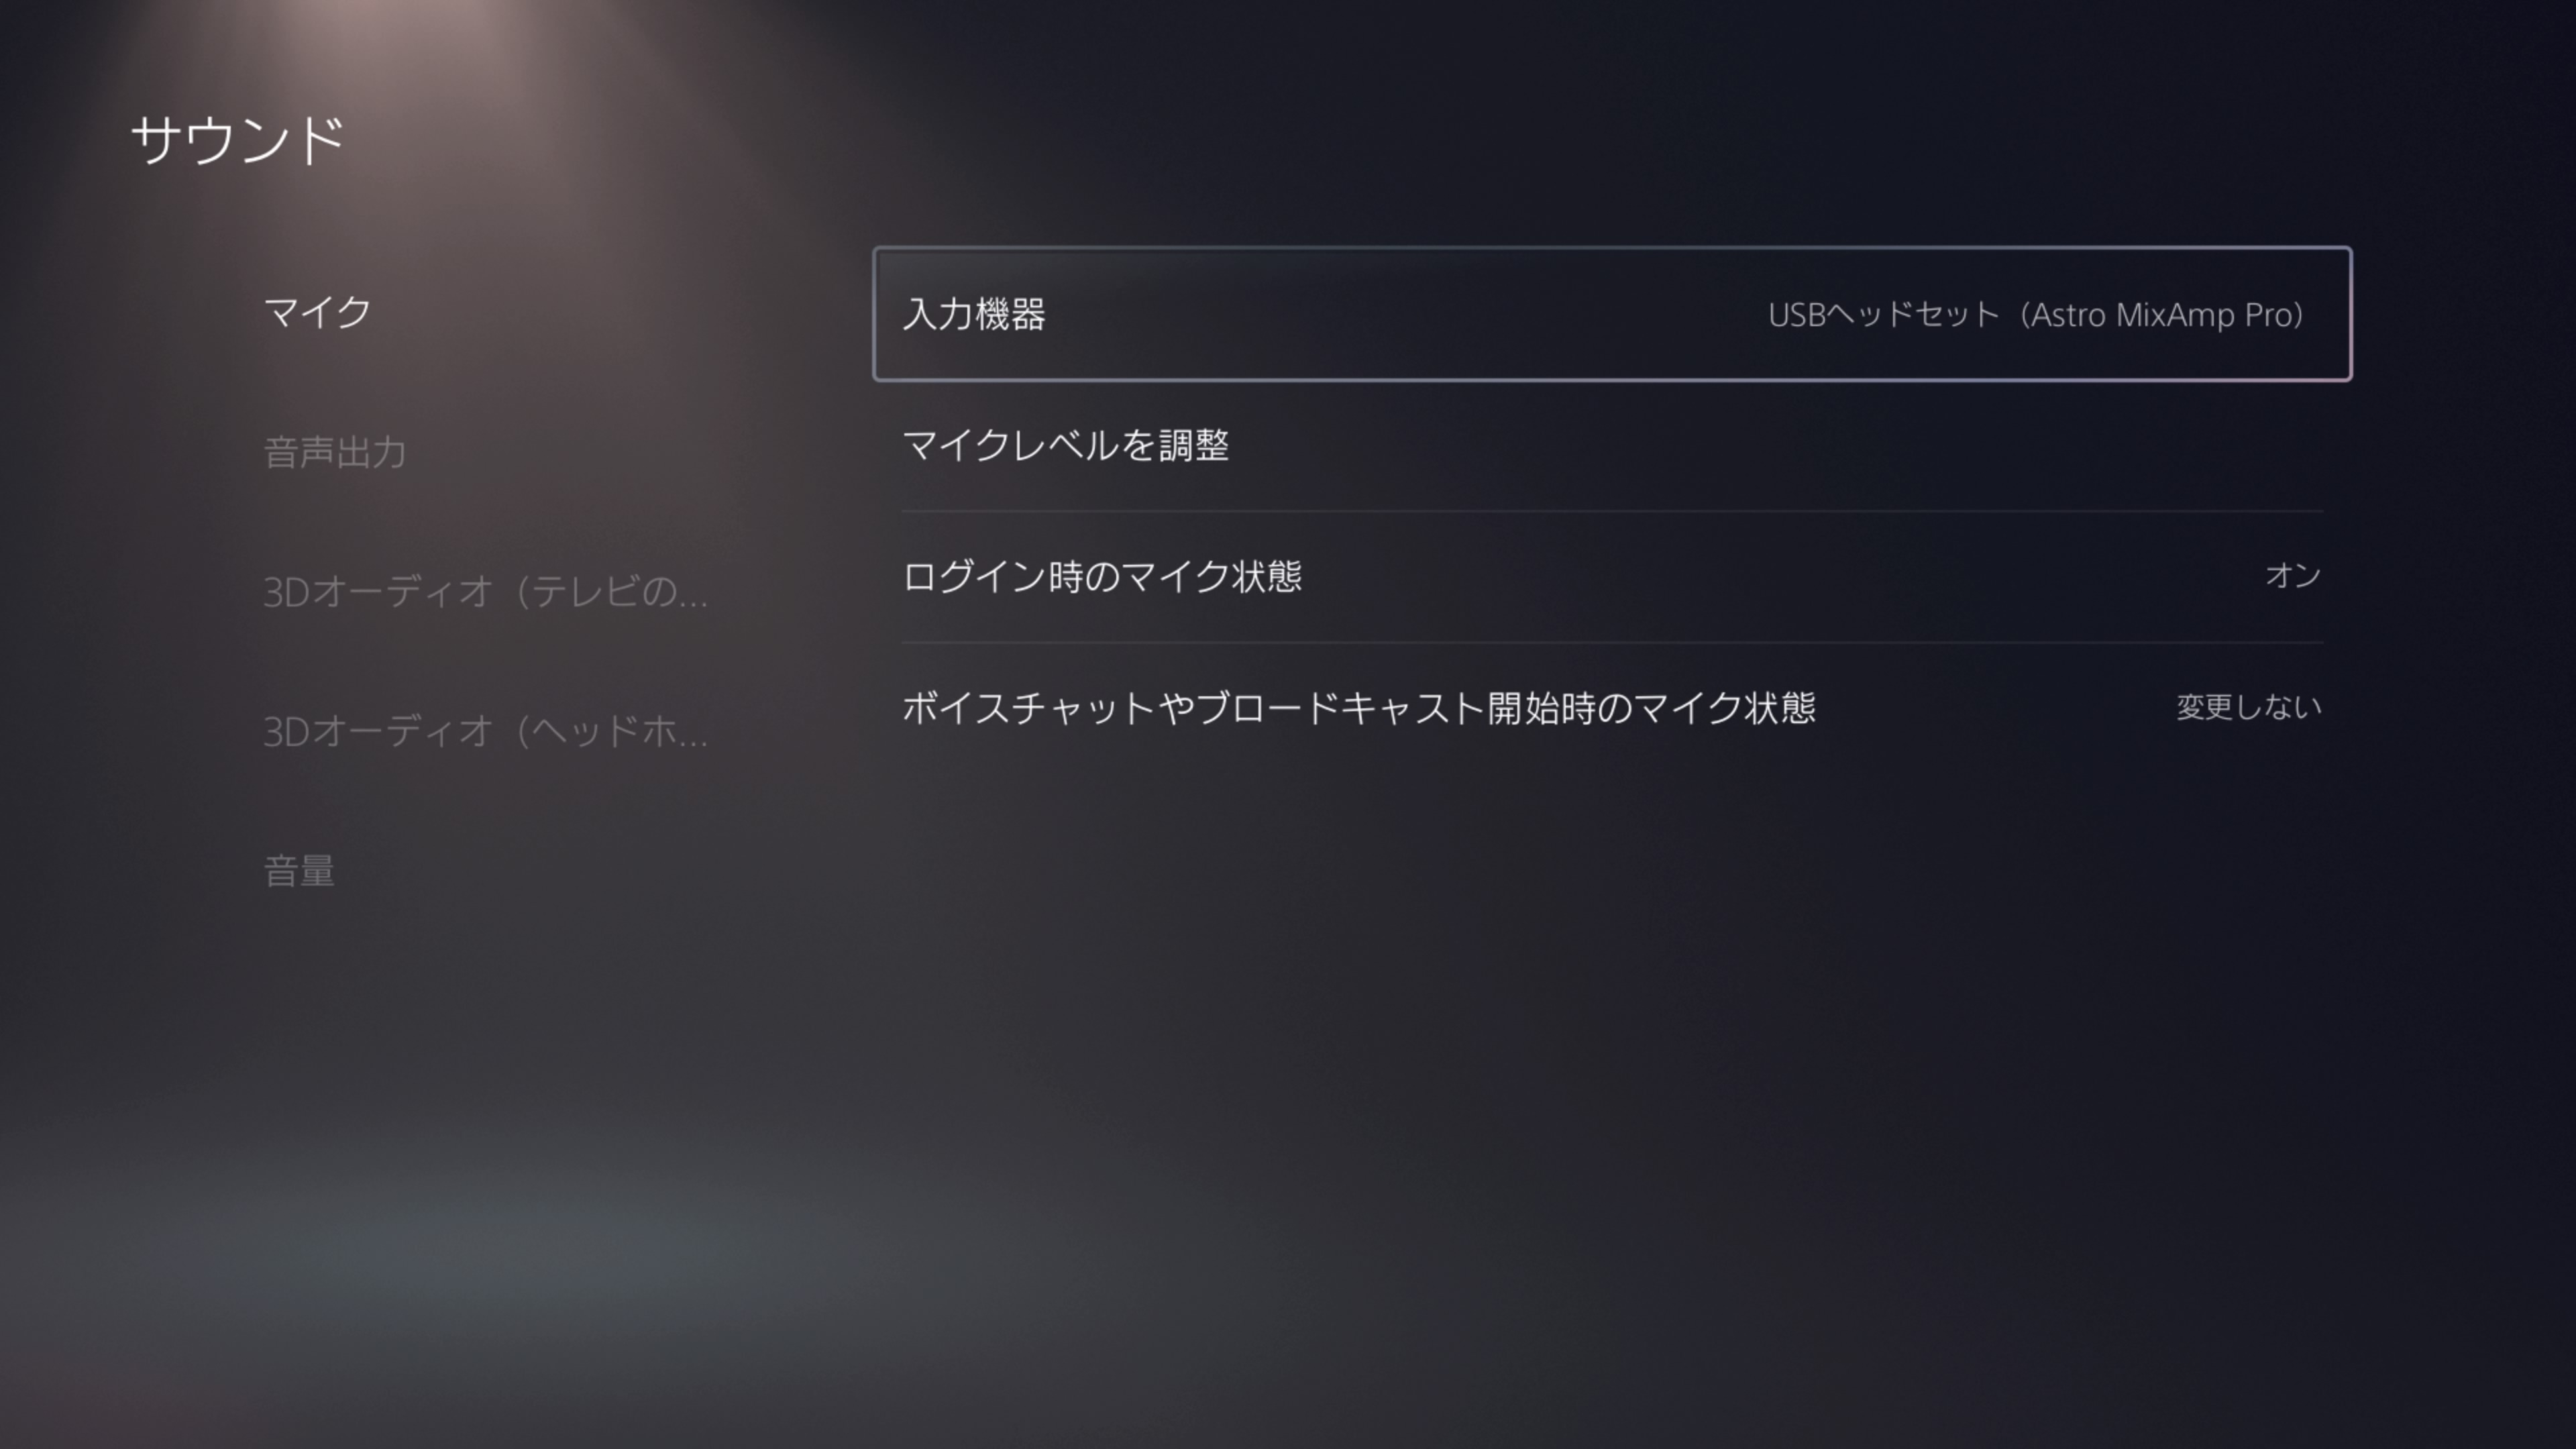 サウンド
マイク
音声出力
3Dオーディオ（テレビの...
3Dオーディオ（ヘッドホ...
音量
入力機器 USBヘッドセット（Astro MixAmp Pro）
マイクレベルを調整
ログイン時のマイク状態 オン
ボイスチャットやブロードキャスト開始時のマイク状態 変更しない